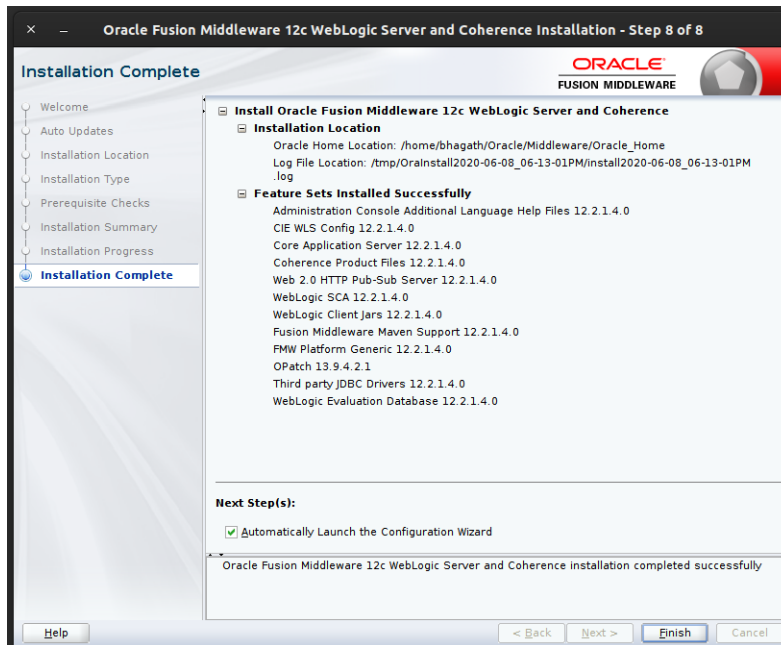 Oracle Fusion Middleware 12c WebLogic Server and Coherence Installation - Step 8 of 8
Installation Complete
ORACLE
FUSION MIDDLEWARE
Welcome
Auto Updates
Installation Location
Installation Type
Prerequisite Checks
Installation Summary
Installation Progress
Installation Complete
Install Oracle Fusion Middleware 12c WebLogic Server and Coherence
Installation Location
Oracle Home Location: /home/bhagath/Oracle/Middleware/Oracle_Home
Log File Location: /tmp/OraInstall2020-06-08_06-13-01PM/install2020-06-08_06-13-01PM
.log
Feature Sets Installed Successfully
Administration Console Additional Language Help Files 12.2.1.4.0
CIE WLS Config 12.2.1.4.0
Core Application Server 12.2.1.4.0
Coherence Product Files 12.2.1.4.0
Web 2.0 HTTP Pub-Sub Server 12.2.1.4.0
WebLogic SCA 12.2.1.4.0
WebLogic Client Jars 12.2.1.4.0
Fusion Middleware Maven Support 12.2.1.4.0
FMW Platform Generic 12.2.1.4.0
OPatch 13.9.4.2.1
Third party JDBC Drivers 12.2.1.4.0
WebLogic Evaluation Database 12.2.1.4.0
Next Step(s):
Automatically Launch the Configuration Wizard
Oracle Fusion Middleware 12c WebLogic Server and Coherence installation completed successfully
Help
< Back
Next >
Finish
Cancel